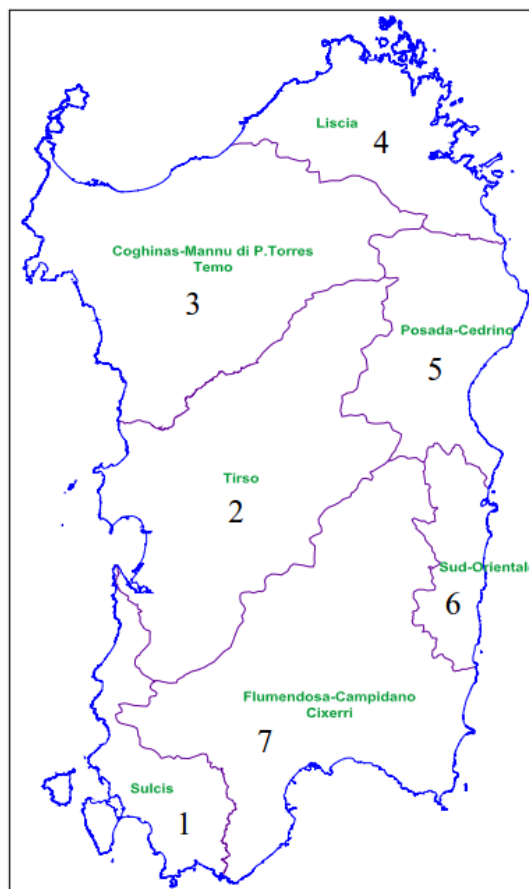 Liscia
4
Coghinas-Mannu di P.Torres
Temo
3
Posada-Cedrino
5
Tirso
2
Sud-Orientale
6
Flumendosa-Campidano
Cixerri
7
Sulcis
1